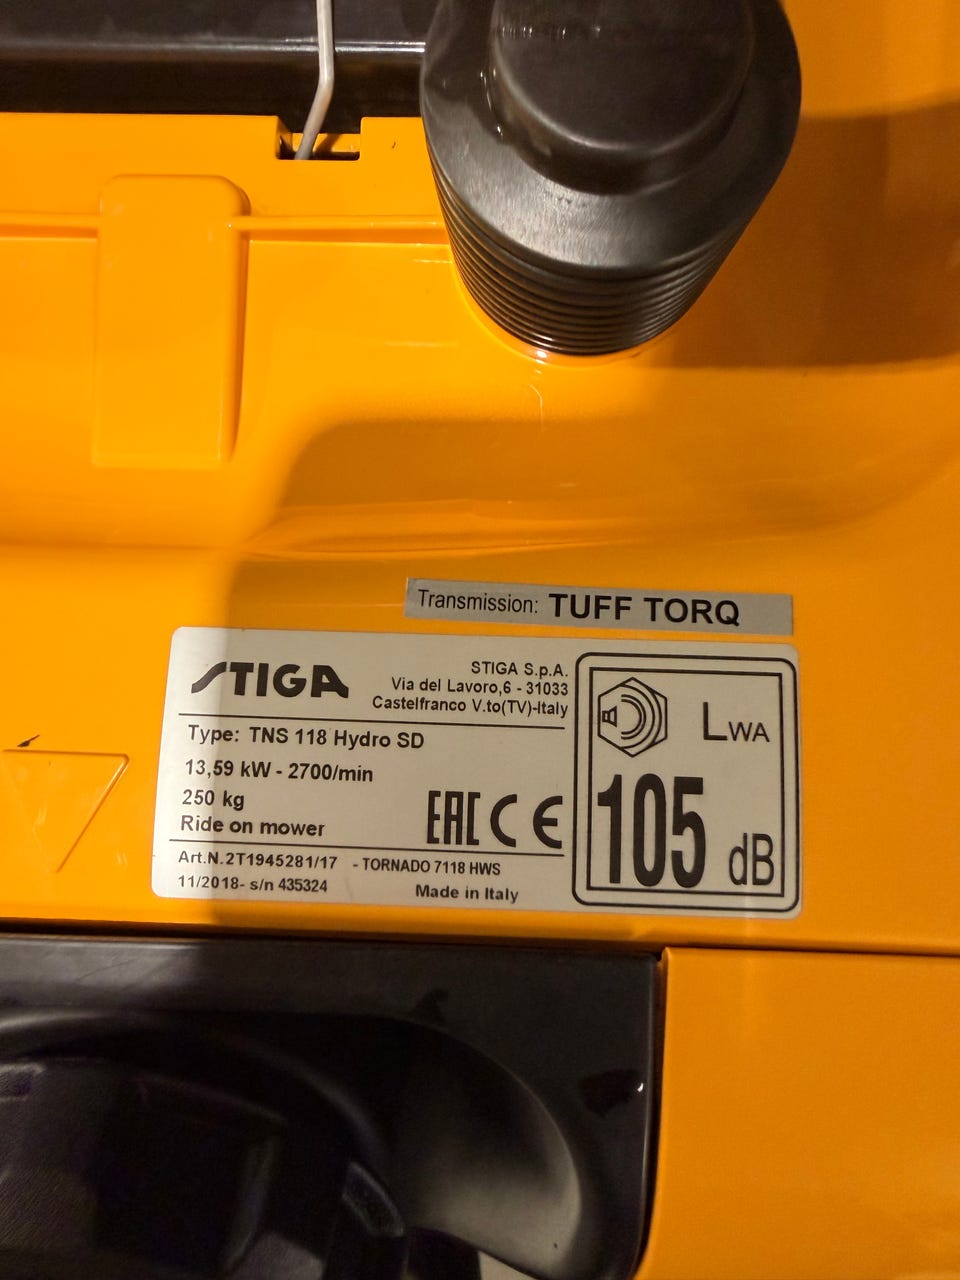 Transmission: TUFF TORQ
STIGA
STIGA S.p.A.
Via del Lavoro,6 - 31033
Castelfranco V.to(TV)-Italy
Type: TNS 118 Hydro SD
13,59 kW - 2700/min
250 kg
Ride on mower
EAC CE
Art.N.2T1945281/17 - TORNADO 7118 HWS
11/2018- s/n 435324 Made in Italy
LWA
105 dB